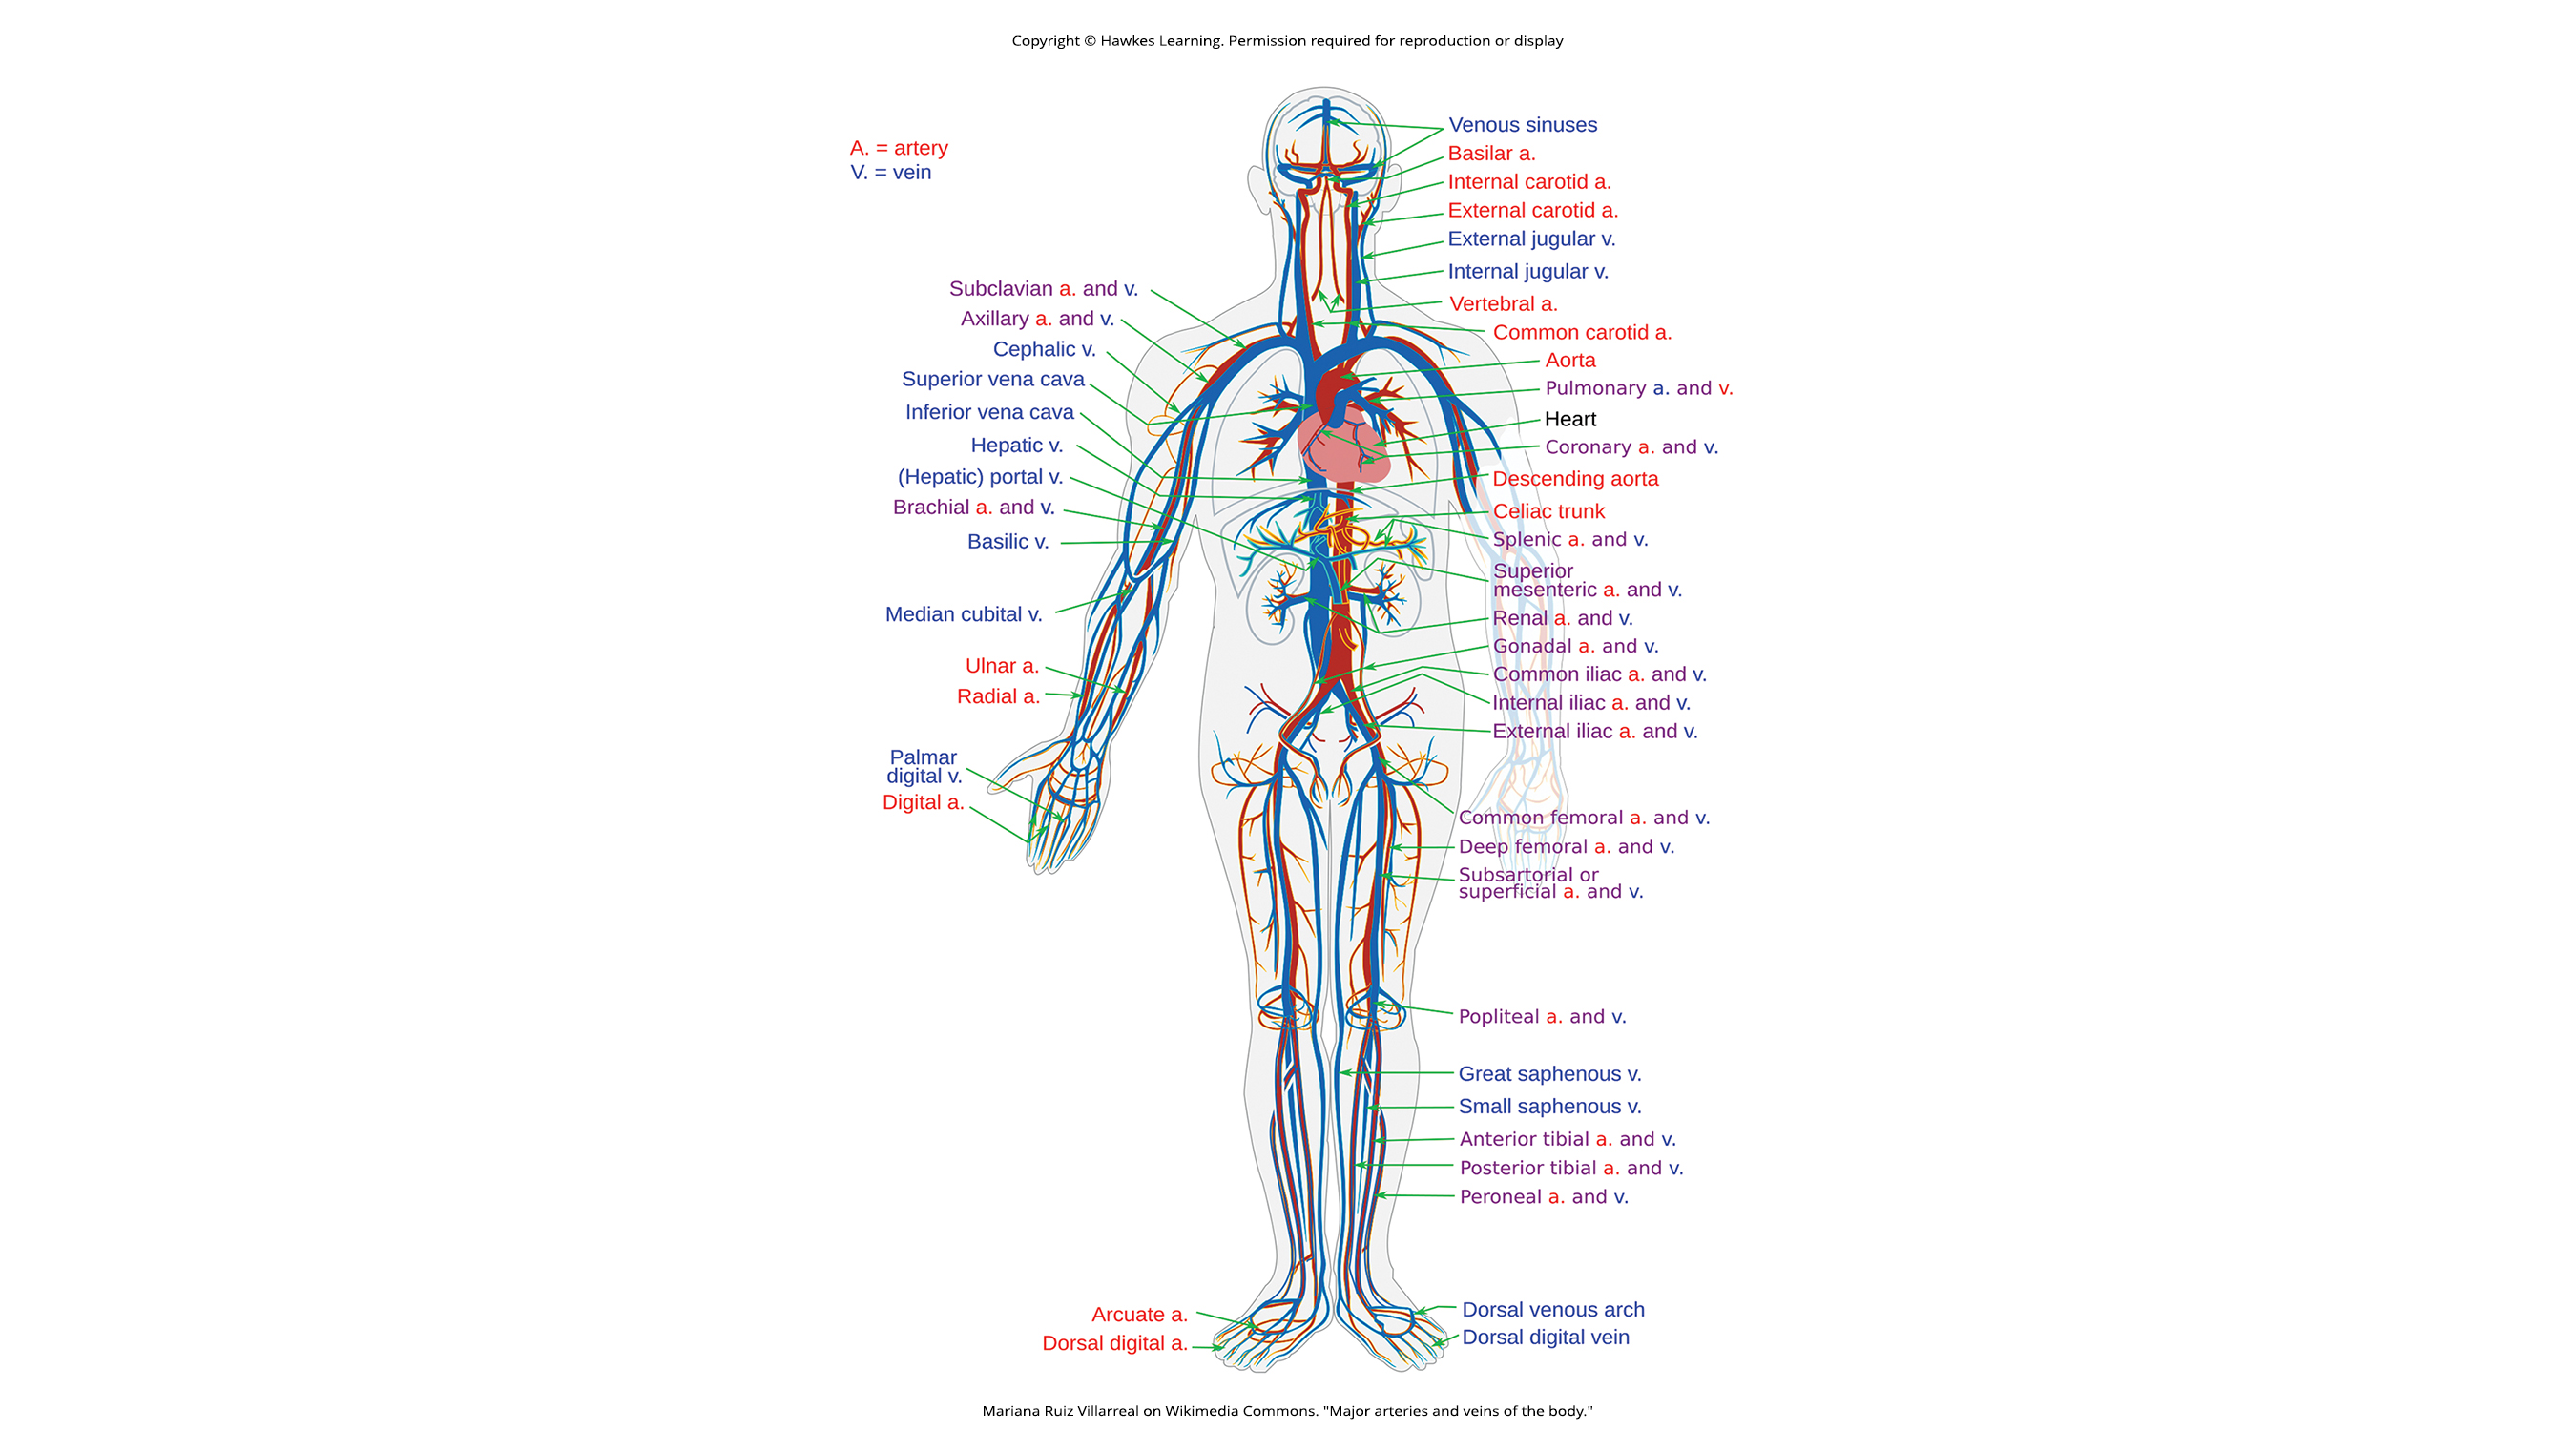 Copyright © Hawkes Learning. Permission required for reproduction or display
A. = artery
V. = vein
Subclavian a. and v.
Axillary a. and v.
Cephalic v.
Superior vena cava
Inferior vena cava
Hepatic v.
(Hepatic) portal v.
Brachial a. and v.
Basilic v.
Median cubital v.
Ulnar a.
Radial a.
Palmar
digital v.
Digital a.
Venous sinuses
Basilar a.
Internal carotid a.
External carotid a.
External jugular v.
Internal jugular v.
Vertebral a.
Common carotid a.
Aorta
Pulmonary a. and v.
Heart
Coronary a. and v.
Descending aorta
Celiac trunk
Splenic a. and v.
Superior
mesenteric a. and v.
Renal a. and v.
Gonadal a. and v.
Common iliac a. and v.
Internal iliac a. and v.
External iliac a. and v.
Common femoral a. and v.
Deep femoral a. and v.
Subsartorial or
superficial a. and v.
Popliteal a. and v.
Great saphenous v.
Small saphenous v.
Anterior tibial a. and v.
Posterior tibial a. and v.
Peroneal a. and v.
Arcuate a.
Dorsal digital a.
Dorsal venous arch
Dorsal digital vein
Mariana Ruiz Villarreal on Wikimedia Commons. "Major arteries and veins of the body."